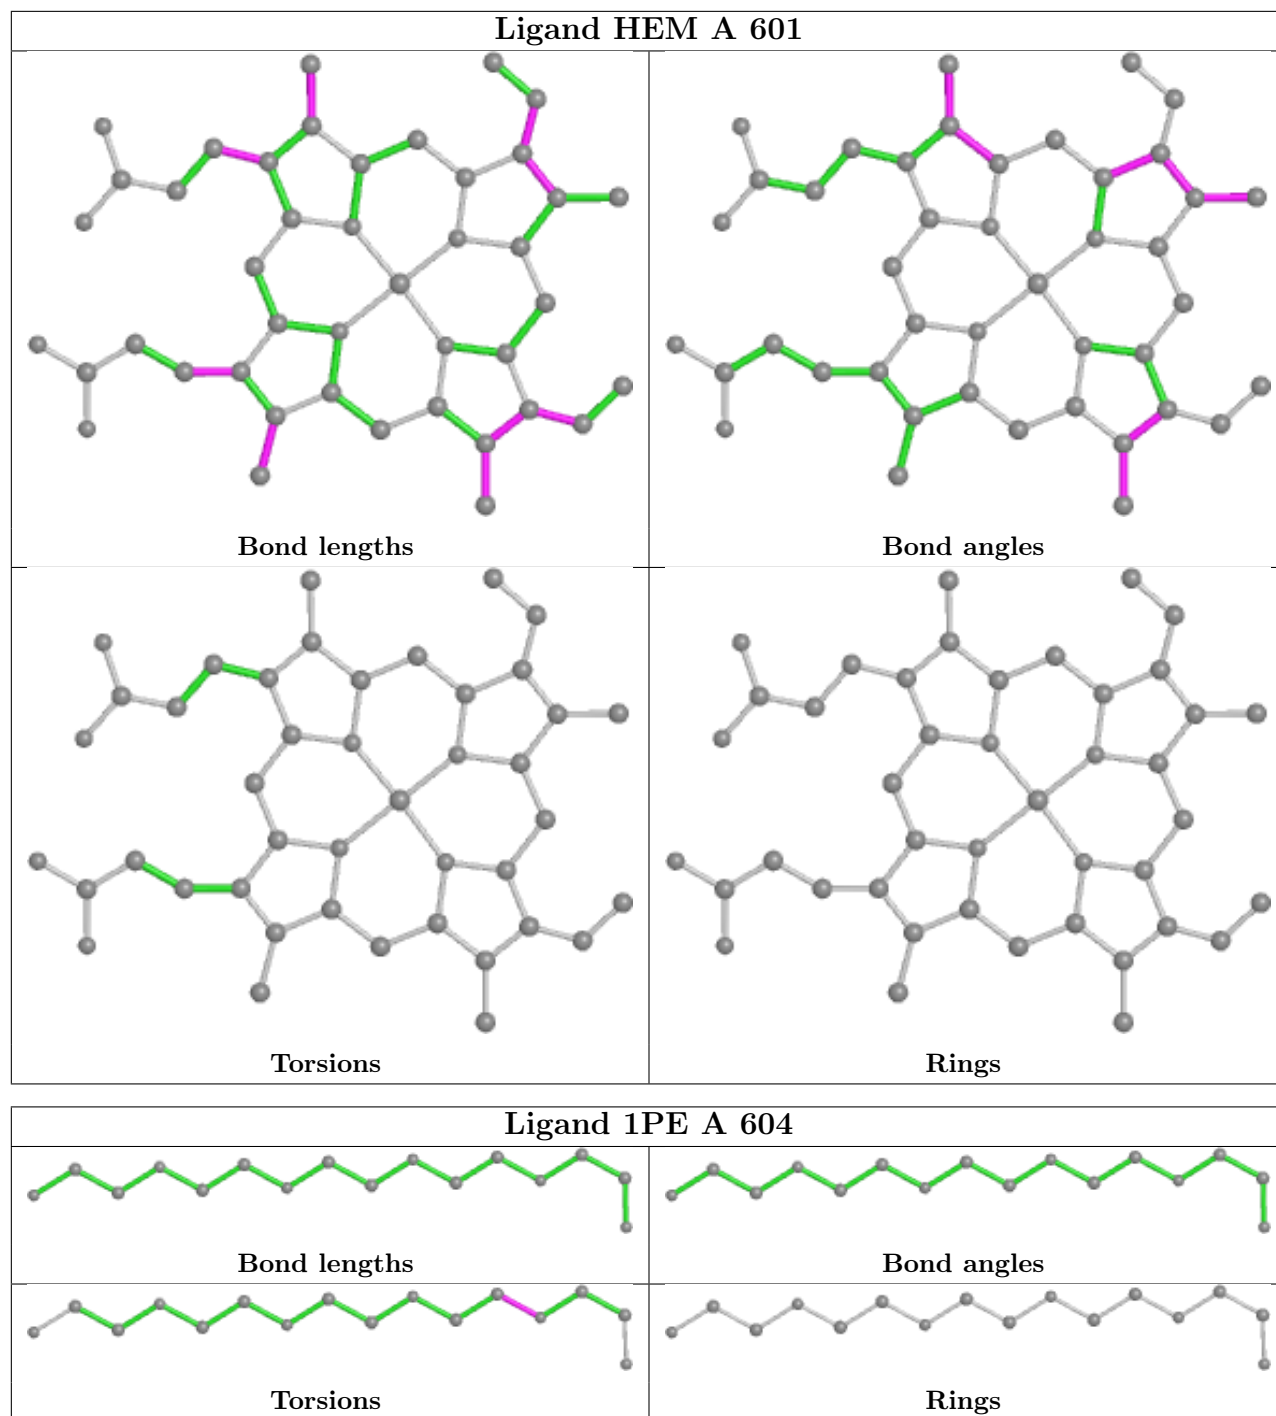 Ligand HEM A 601
Bond lengths
Bond angles
Torsions
Rings
Ligand 1PE A 604
Bond lengths
Bond angles
Torsions
Rings